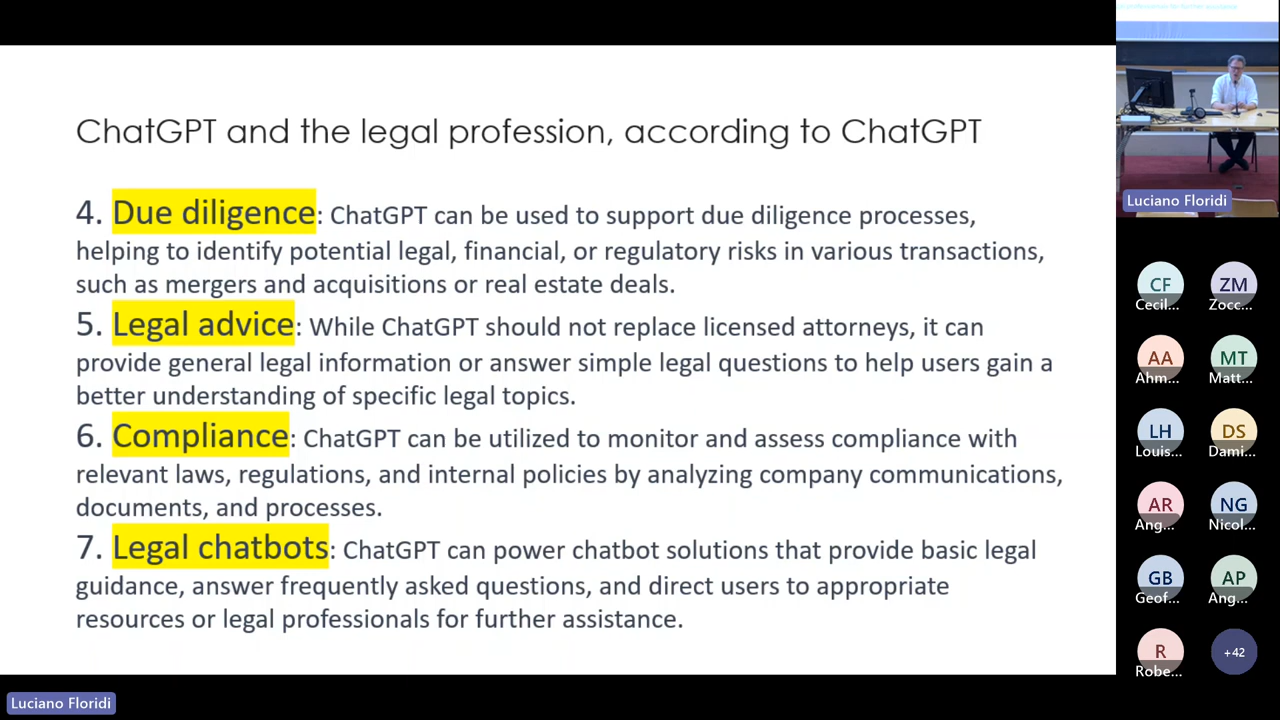 ChatGPT and the legal profession, according to ChatGPT
4. Due diligence: ChatGPT can be used to support due diligence processes,
helping to identify potential legal, financial, or regulatory risks in various transactions,
such as mergers and acquisitions or real estate deals.
5. Legal advice: While ChatGPT should not replace licensed attorneys, it can
provide general legal information or answer simple legal questions to help users gain a
better understanding of specific legal topics.
6. Compliance: ChatGPT can be utilized to monitor and assess compliance with
relevant laws, regulations, and internal policies by analyzing company communications,
documents, and processes.
7. Legal chatbots: ChatGPT can power chatbot solutions that provide basic legal
guidance, answer frequently asked questions, and direct users to appropriate
resources or legal professionals for further assistance.
Luciano Floridi
Luciano Floridi
CF
Cecil...
ZM
Zocc...
AA
Ahm...
MT
Matt...
LH
Louis...
DS
Dami...
AR
Ang...
NG
Nicol...
GB
Geof...
AP
Ang...
R
Robe...
+42